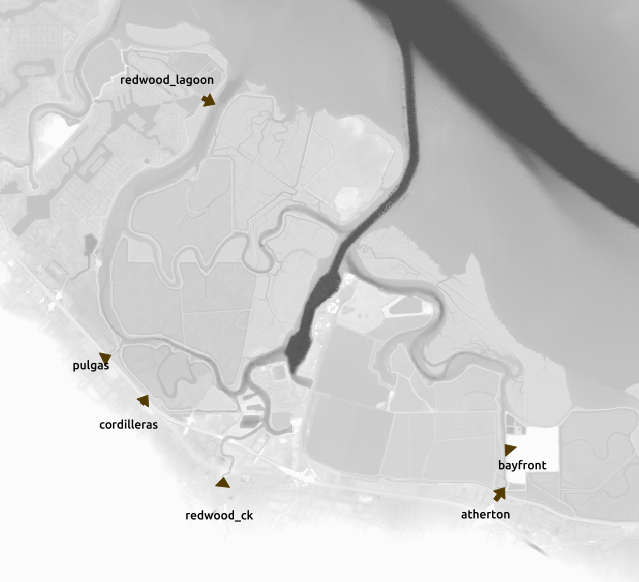 redwood_lagoon
pulgas
cordilleras
bayfront
redwood_ck
atherton